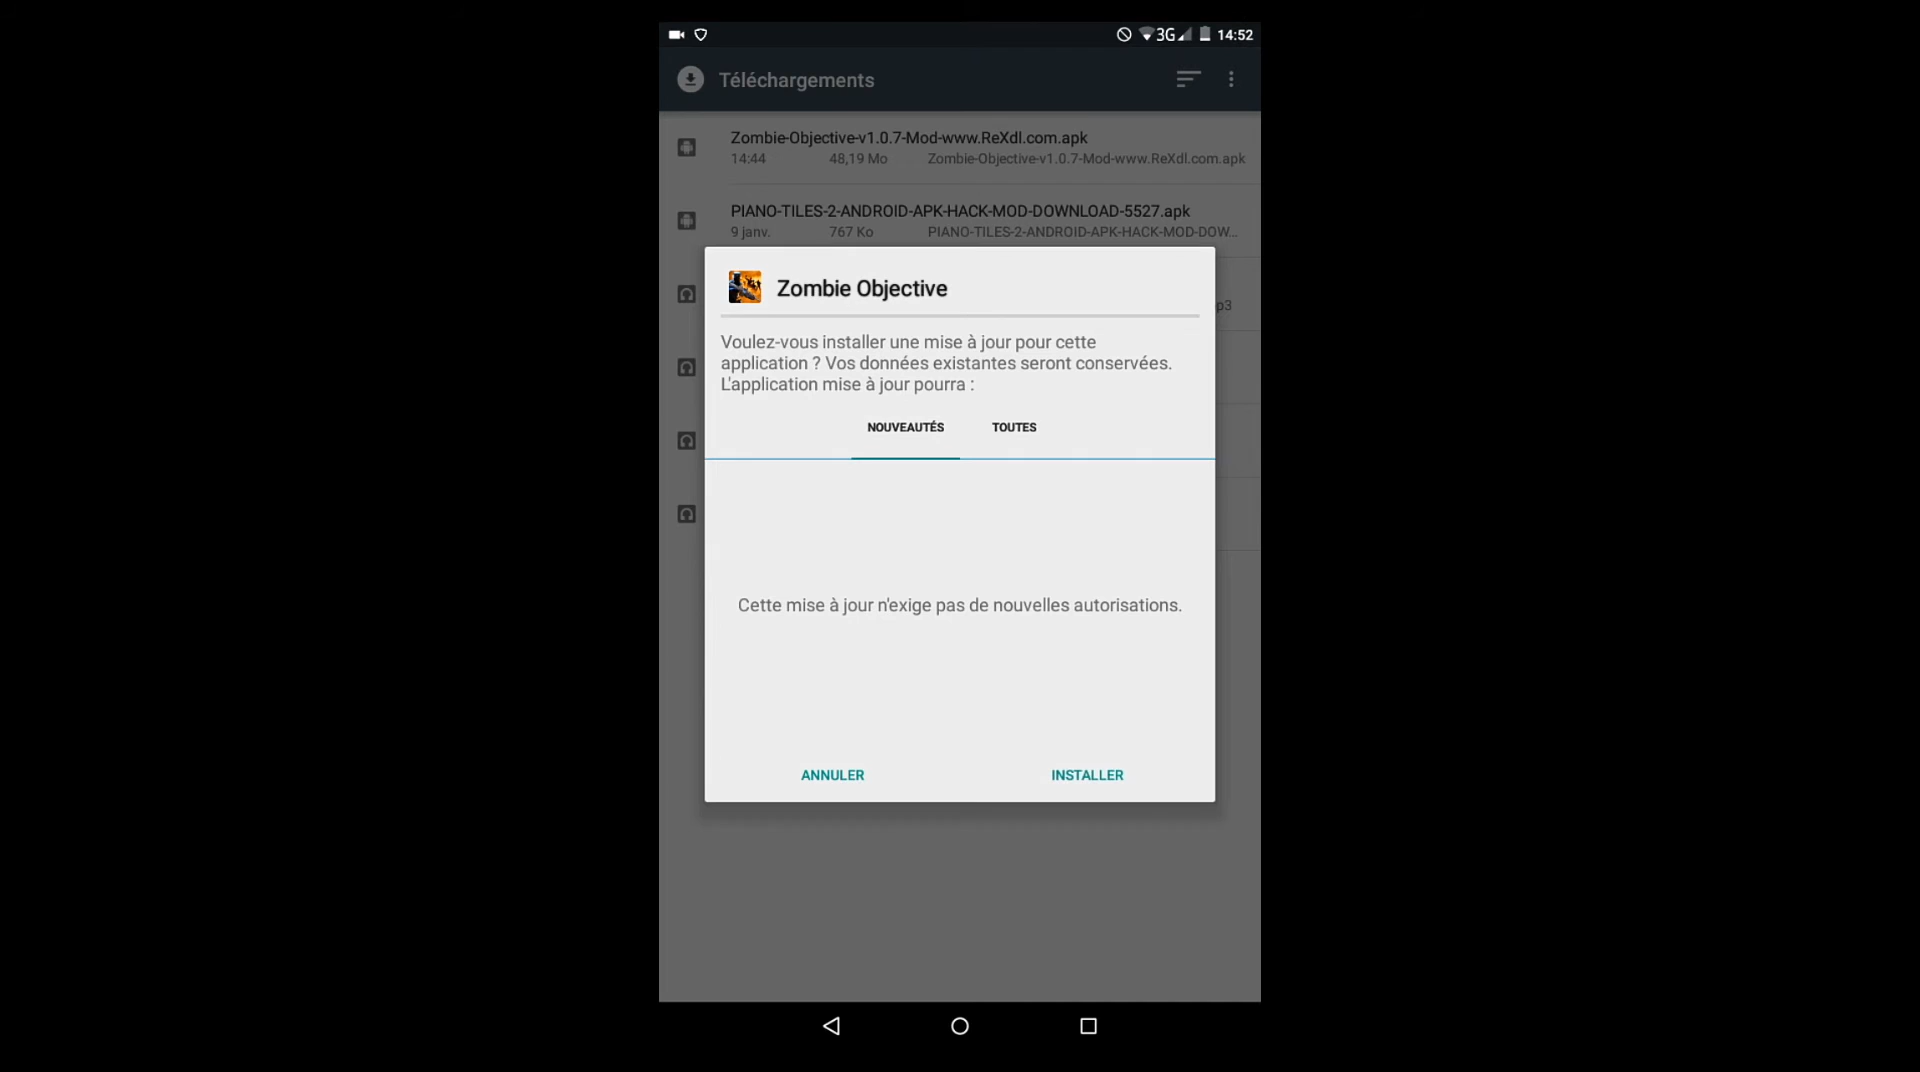 3G 14:52
Téléchargements
Zombie-Objective-v1.0.7-Mod-www.ReXdl.com.apk
14:44 48,19 Mo Zombie-Objective-v1.0.7-Mod-www.ReXdl.com.apk
PIANO-TILES-2-ANDROID-APK-HACK-MOD-DOWNLOAD-5527.apk
9 janv. 767 Ko PIANO-TILES-2-ANDROID-APK-HACK-MOD-DOW...
p3
Zombie Objective
Voulez-vous installer une mise à jour pour cette
application ? Vos données existantes seront conservées.
L'application mise à jour pourra :
NOUVEAUTÉS TOUTES
Cette mise à jour n'exige pas de nouvelles autorisations.
ANNULER INSTALLER